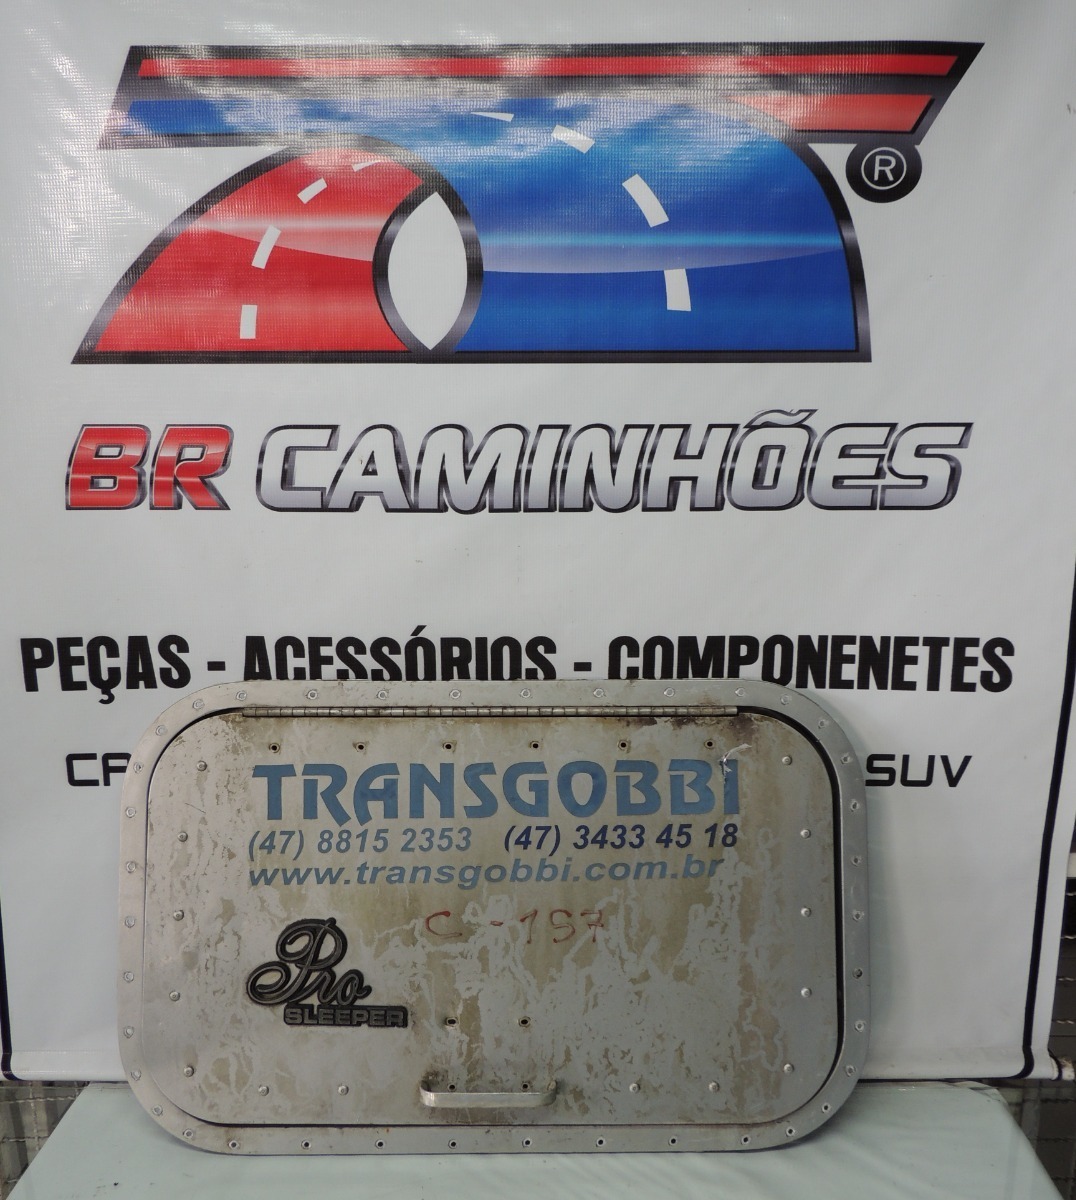 ®
BR CAMINHÕES
PEÇAS - ACESSÓRIOS - COMPONENETES
SUV
TRANSGOBBI
(47) 8815 2353 (47) 3433 45 18
www.transgobbi.com.br
C - 197
Pro
SLEEPER